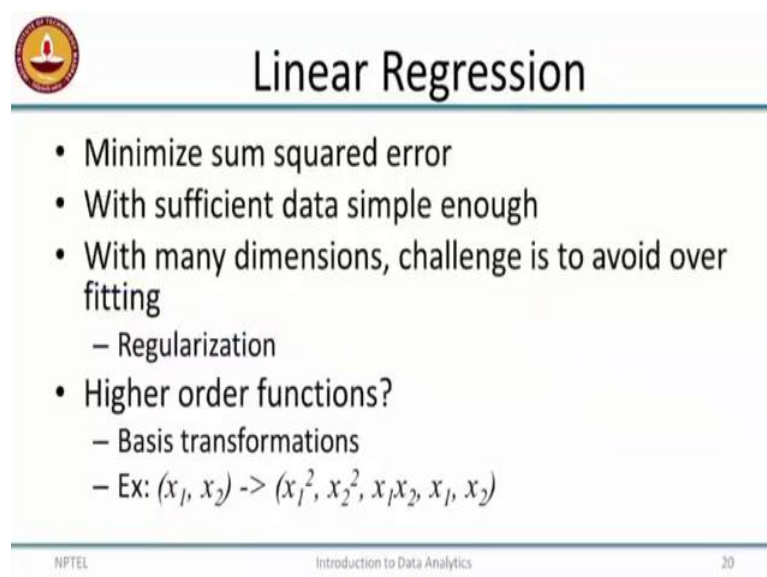 Linear Regression
• Minimize sum squared error
• With sufficient data simple enough
• With many dimensions, challenge is to avoid over
fitting
– Regularization
• Higher order functions?
– Basis transformations
– Ex: (x₁, x₂) -> (x₁², x₂², x₁x₂, x₁, x₂)
NPTEL Introduction to Data Analytics 20